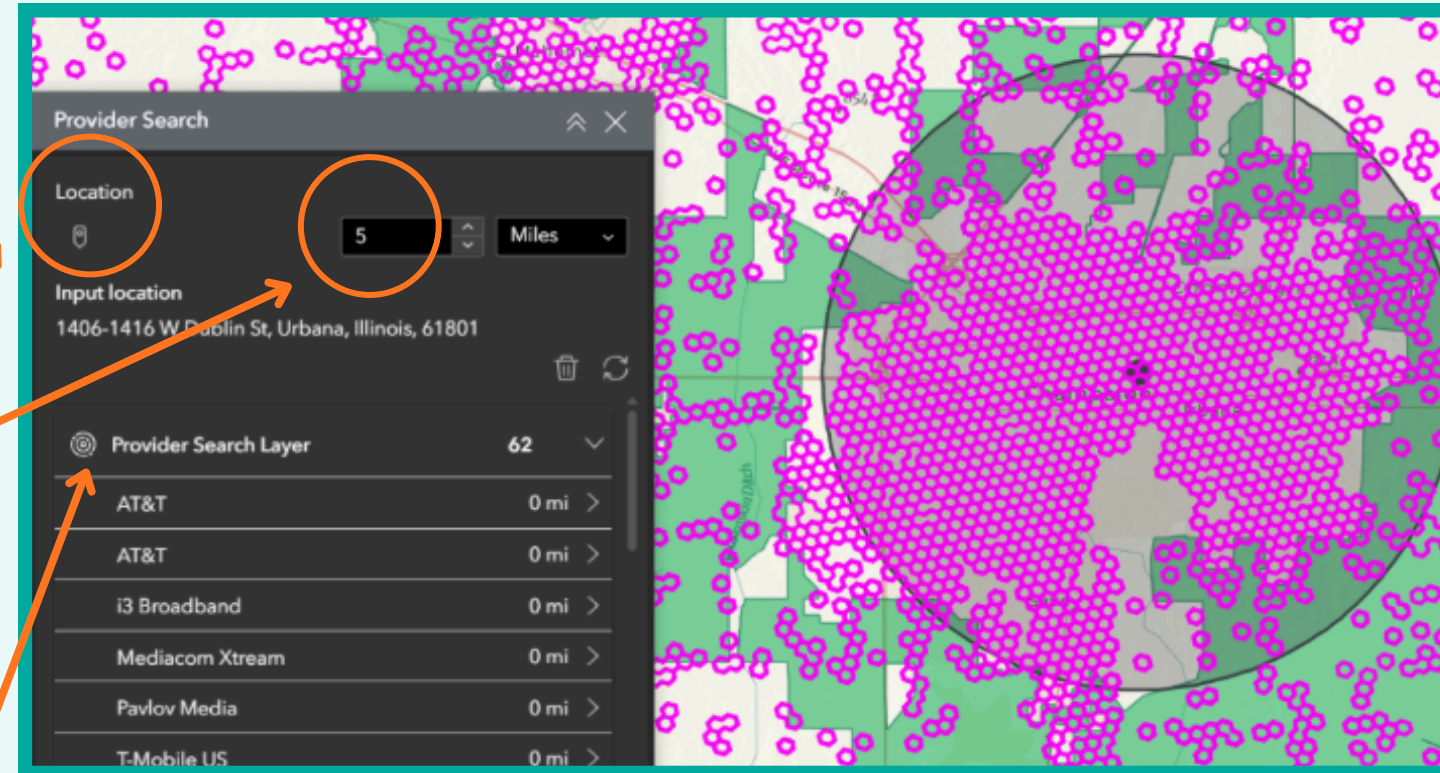 Provider Search
Location
5 Miles
Input location
1406-1416 W Dublin St, Urbana, Illinois, 61801
Provider Search Layer 62
AT&T 0 mi
AT&T 0 mi
i3 Broadband 0 mi
Mediacom Xtream 0 mi
Pavlov Media 0 mi
T-Mobile US 0 mi